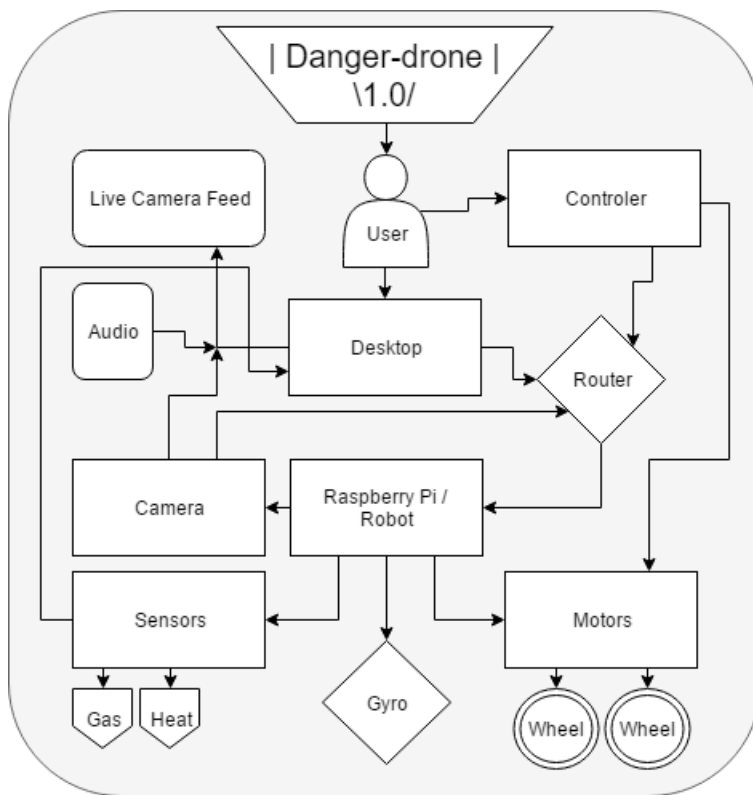 | Danger-drone |
\1.0/
Live Camera Feed
User
Controler
Audio
Desktop
Router
Camera
Raspberry Pi /
Robot
Sensors
Motors
Gas
Heat
Gyro
Wheel
Wheel